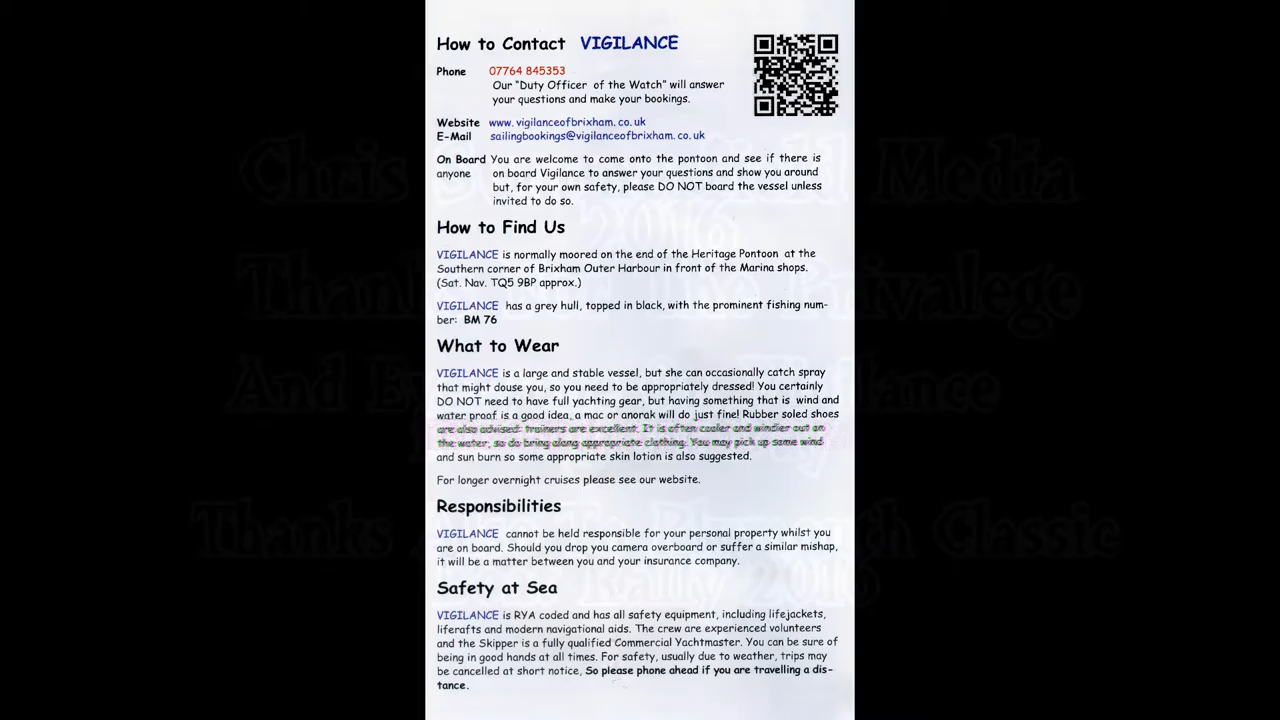 How to Contact VIGILANCE
Phone 07764 845353
Our "Duty Officer of the Watch" will answer
your questions and make your bookings.
Website www.vigilanceofbrixham.co.uk
E-Mail sailingbookings@vigilanceofbrixham.co.uk
On Board You are welcome to come onto the pontoon and see if there is
anyone on board Vigilance to answer your questions and show you around
but, for your own safety, please DO NOT board the vessel unless
invited to do so.
How to Find Us
VIGILANCE is normally moored on the end of the Heritage Pontoon at the
Southern corner of Brixham Outer Harbour in front of the Marina shops.
(Sat. Nav. TQ5 9BP approx.)
VIGILANCE has a grey hull, topped in black, with the prominent fishing num-
ber: BM 76
What to Wear
VIGILANCE is a large and stable vessel, but she can occasionally catch spray
that might douse you, so you need to be appropriately dressed! You certainly
DO NOT need to have full yachting gear, but having something that is wind and
water proof is a good idea, a mac or anorak will do just fine! Rubber soled shoes
are also advised: trainers are excellent. It is often cooler and windier out on
the water, so do bring along appropriate clothing. You may pick up some wind
and sun burn so some appropriate skin lotion is also suggested.
For longer overnight cruises please see our website.
Responsibilities
VIGILANCE cannot be held responsible for your personal property whilst you
are on board. Should you drop you camera overboard or suffer a similar mishap,
it will be a matter between you and your insurance company.
Safety at Sea
VIGILANCE is RYA coded and has all safety equipment, including lifejackets,
liferafts and modern navigational aids. The crew are experienced volunteers
and the Skipper is a fully qualified Commercial Yachtmaster. You can be sure of
being in good hands at all times. For safety, usually due to weather, trips may
be cancelled at short notice, So please phone ahead if you are travelling a dis-
tance.
Chris Media
2016
Thank The Privalege
And
Thanks Classic
2016